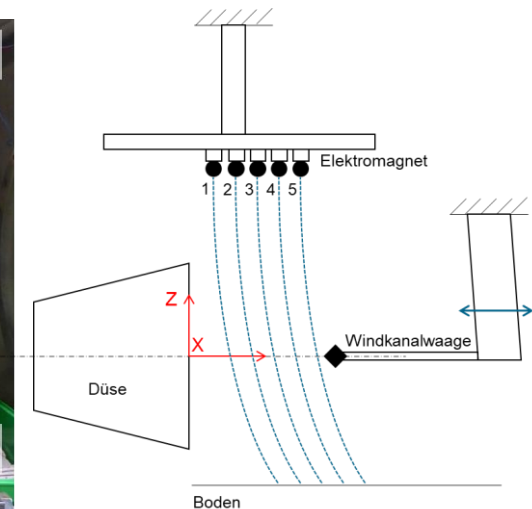 Elektromagnet
1 2 3 4 5
Z
X
Windkanalwaage
Düse
Boden